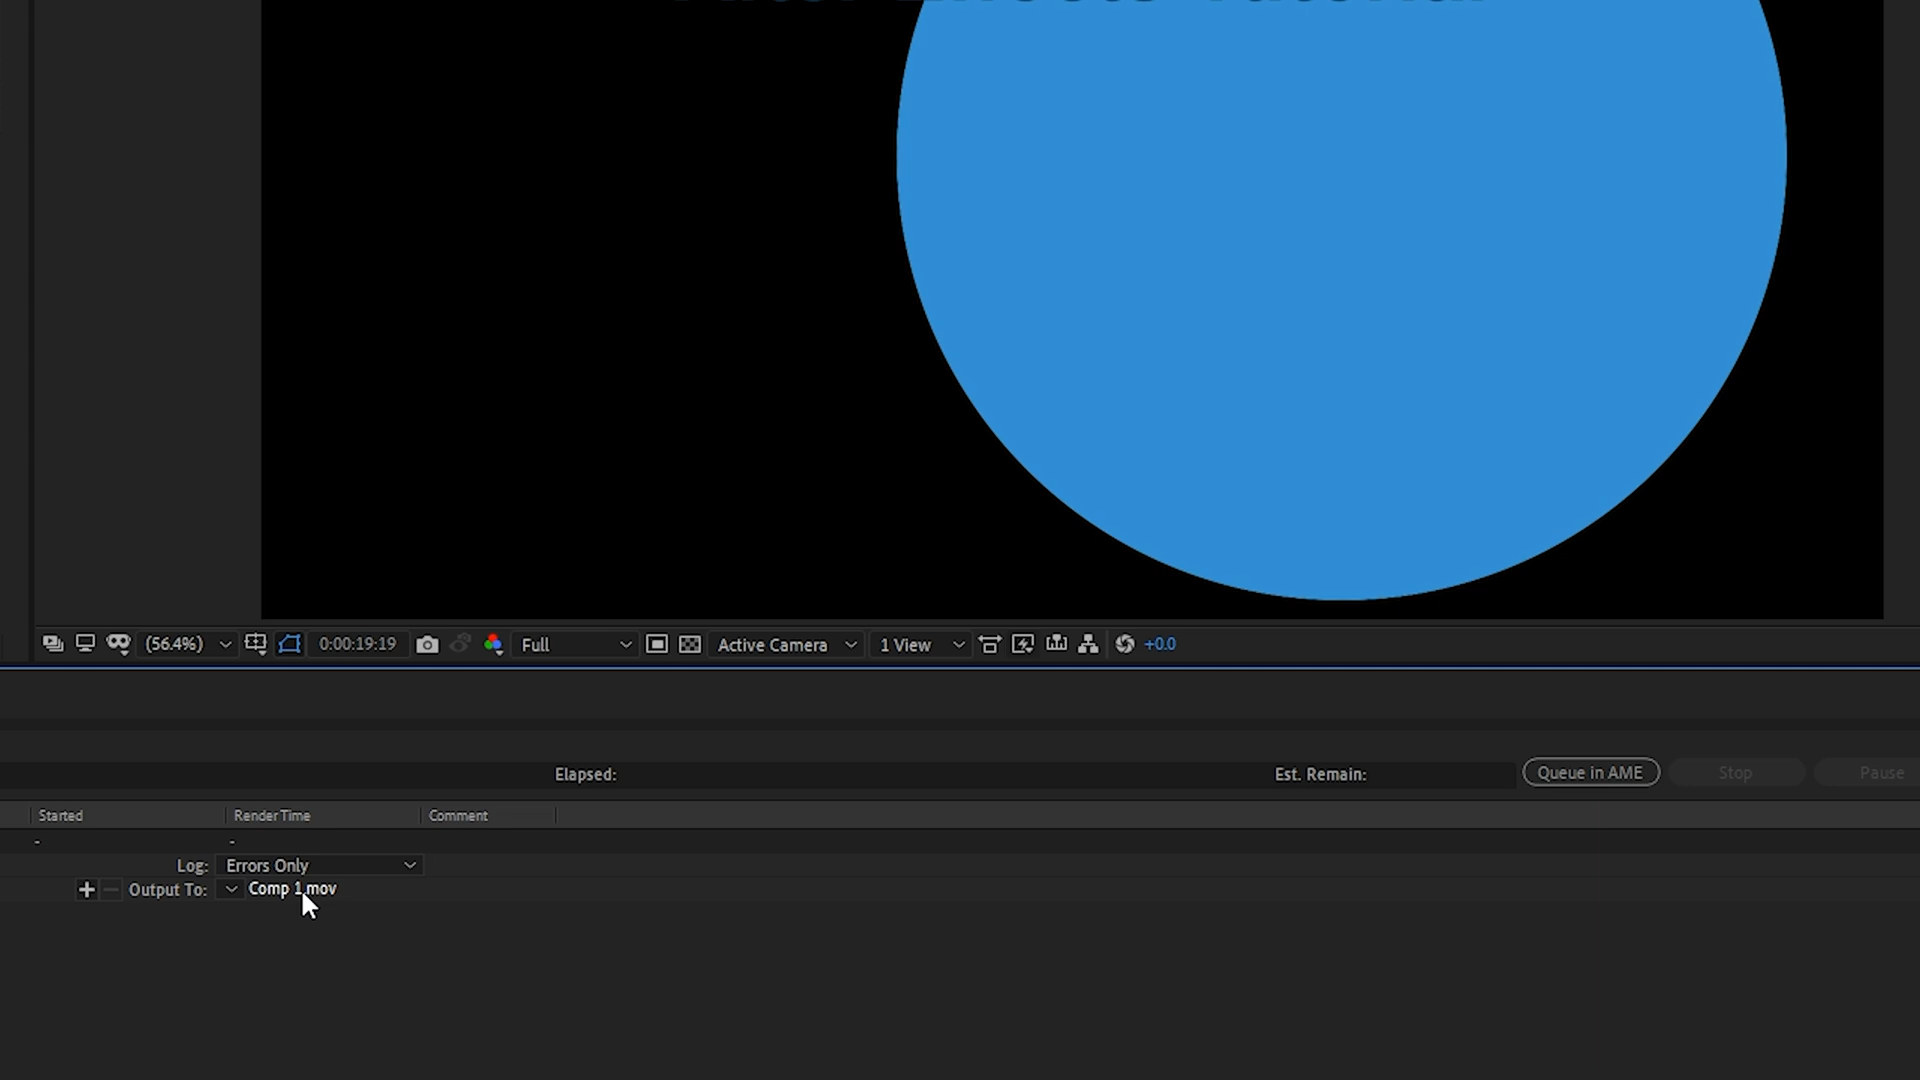 (56.4%) 0:00:19:19 Full Active Camera 1 View +0.0
Elapsed: Est. Remain: Queue in AME Stop Pause
Started Render Time Comment
- -
Log: Errors Only
Output To: Comp 1.mov